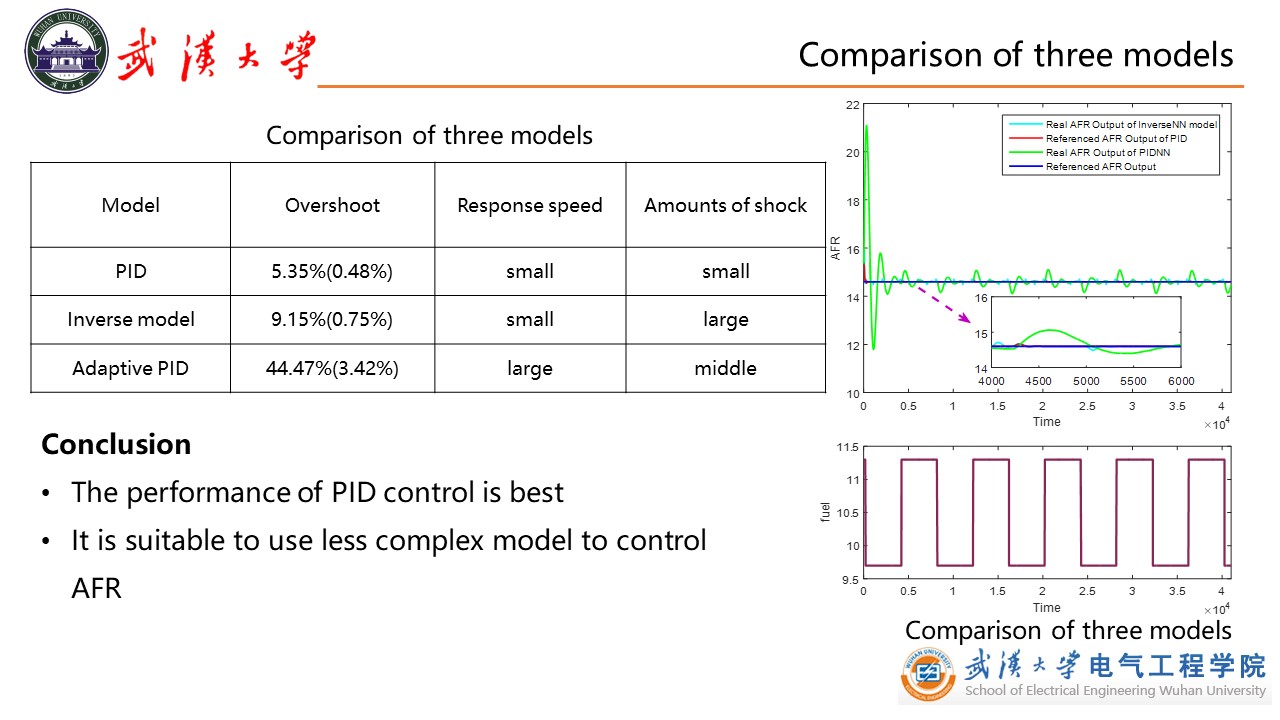 WUHAN UNIVERSITY
武漢大学
Comparison of three models
Comparison of three models
Model Overshoot Response speed Amounts of shock
PID 5.35%(0.48%) small small
Inverse model 9.15%(0.75%) small large
Adaptive PID 44.47%(3.42%) large middle
Conclusion
• The performance of PID control is best
• It is suitable to use less complex model to control
AFR
22
20
18
16
14
12
10
AFR
Real AFR Output of InverseNN model
Referenced AFR Output of PID
Real AFR Output of PIDNN
Referenced AFR Output
16
15
14
4000 4500 5000 5500 6000
0 0.5 1 1.5 2 2.5 3 3.5 4
Time
×10⁴
11.5
11
10.5
10
9.5
fuel
0 0.5 1 1.5 2 2.5 3 3.5 4
Time
×10⁴
Comparison of three models
武漢大学电气工程学院
School of Electrical Engineering Wuhan University